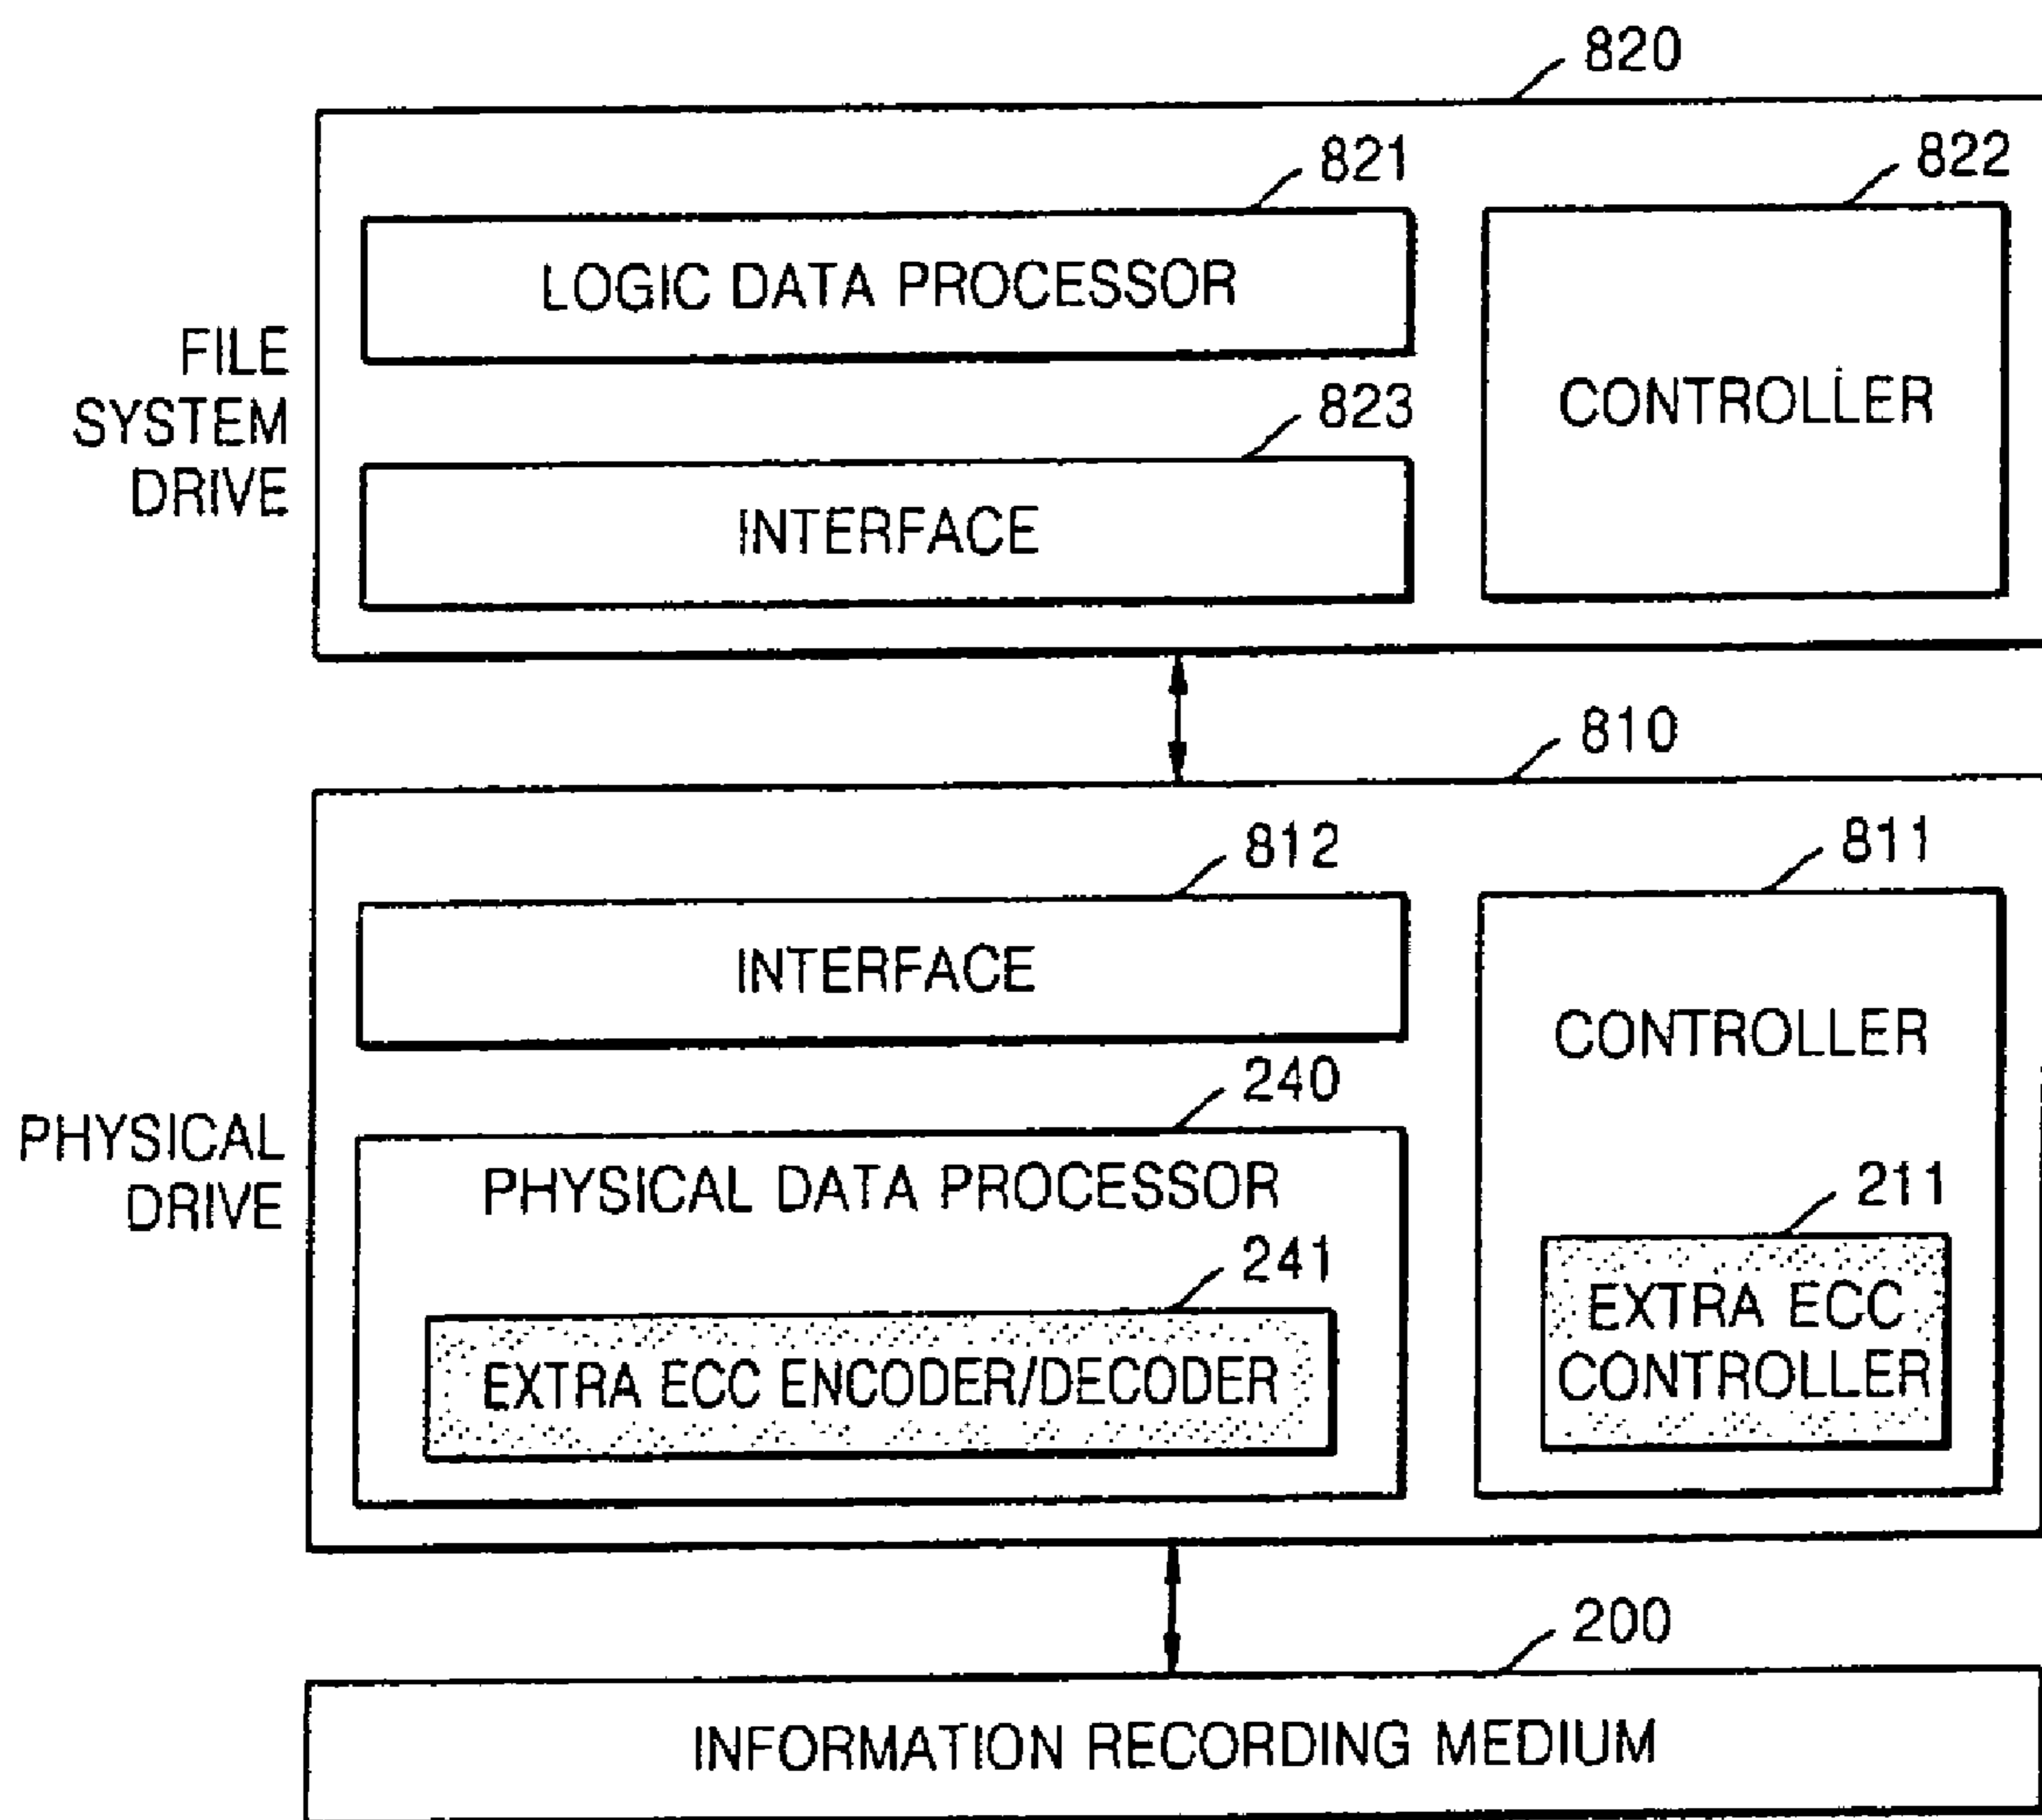 820
821
822
LOGIC DATA PROCESSOR
FILE
SYSTEM
DRIVE
CONTROLLER
823
INTERFACE
810
812
811
INTERFACE
CONTROLLER
240
PHYSICAL
DRIVE
PHYSICAL DATA PROCESSOR
211
241
EXTRA ECC
CONTROLLER
EXTRA ECC ENCODER/DECODER
200
INFORMATION RECORDING MEDIUM